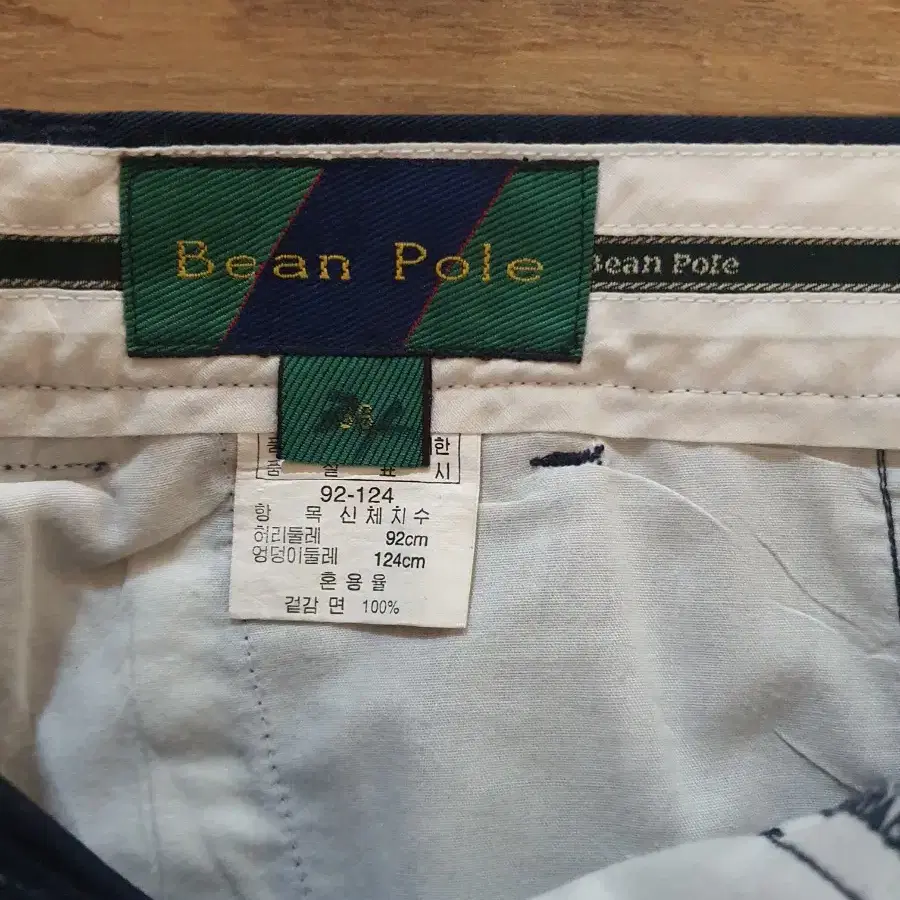 Bean Pole
Bean Pole
36
92-124
항 목 신체치수
허리둘레 92cm
엉덩이둘레 124cm
혼용율
겉감 면 100%